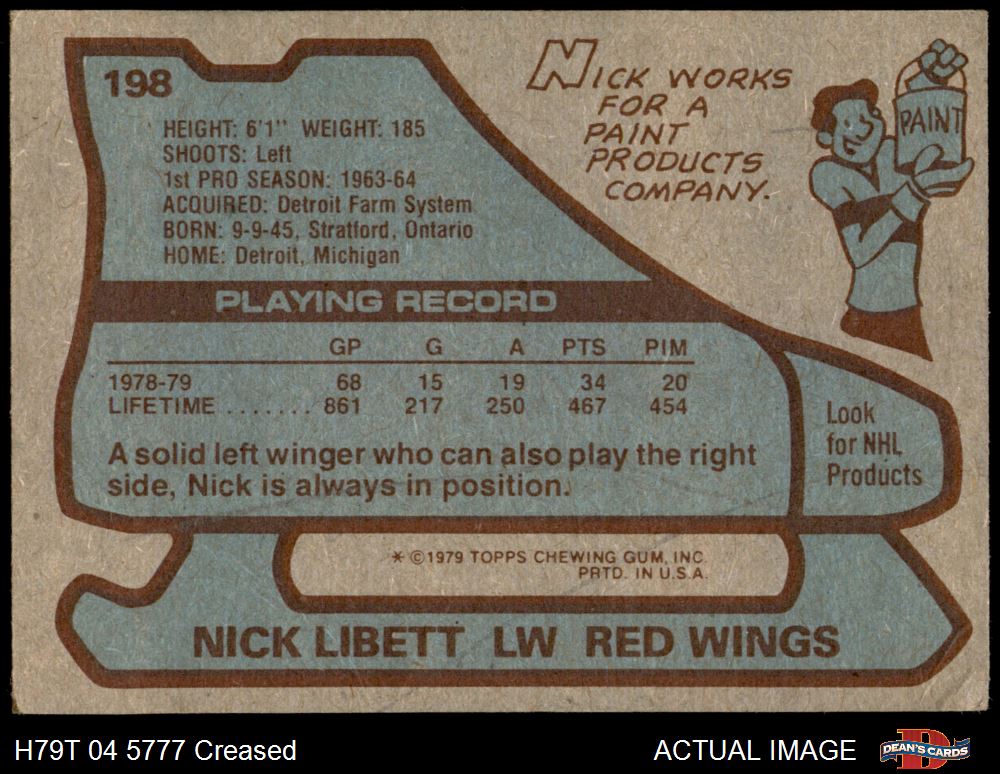 198
NICK WORKS
FOR A
PAINT
PRODUCTS
COMPANY.
PAINT
HEIGHT: 6'1" WEIGHT: 185
SHOOTS: Left
1st PRO SEASON: 1963-64
ACQUIRED: Detroit Farm System
BORN: 9-9-45, Stratford, Ontario
HOME: Detroit, Michigan
PLAYING RECORD
GP G A PTS PIM
1978-79 68 15 19 34 20
LIFETIME ....... 861 217 250 467 454
A solid left winger who can also play the right
side, Nick is always in position.
Look
for NHL
Products
* ©1979 TOPPS CHEWING GUM, INC.
PRTD. IN U.S.A.
NICK LIBETT LW RED WINGS
H79T 04 5777 Creased
ACTUAL IMAGE
DEAN'S CARDS